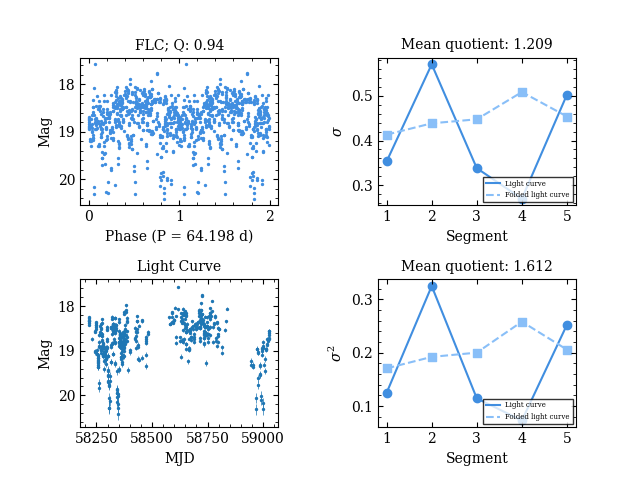 FLC; Q: 0.94
Mag
18
19
20
0
1
2
Phase (P = 64.198 d)
Mean quotient: 1.209
σ
0.5
0.4
0.3
Light curve
Folded light curve
1
2
3
4
5
Segment
Light Curve
Mag
18
19
20
58250
58500
58750
59000
MJD
Mean quotient: 1.612
σ²
0.3
0.2
0.1
Light curve
Folded light curve
1
2
3
4
5
Segment